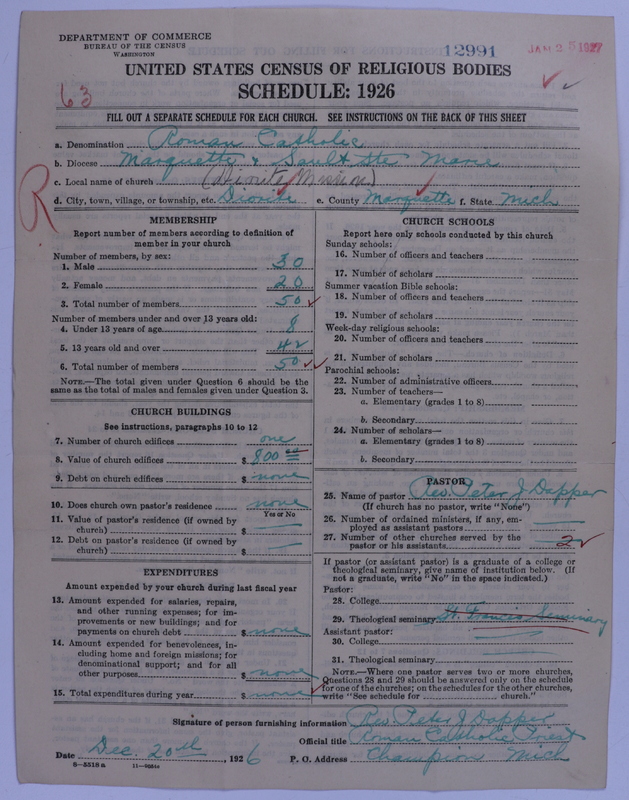 DEPARTMENT OF COMMERCE
BUREAU OF THE CENSUS
WASHINGTON
12991
JAN 25 1927
UNITED STATES CENSUS OF RELIGIOUS BODIES
63
SCHEDULE: 1926
FILL OUT A SEPARATE SCHEDULE FOR EACH CHURCH. SEE INSTRUCTIONS ON THE BACK OF THIS SHEET
a. Denomination Roman Catholic
b. Diocese Marquette & Sault Ste Marie
c. Local name of church (Diorite Mission)
R
d. City, town, village, or township, etc. Diorite e. County Marquette f. State Mich
MEMBERSHIP
Report number of members according to definition of
member in your church
Number of members, by sex:
1. Male 30
2. Female 20
3. Total number of members 50
Number of members under and over 13 years old:
4. Under 13 years of age 8
5. 13 years old and over 42
6. Total number of members 50
NOTE.—The total given under Question 6 should be the
same as the total of males and females given under Question 3.
CHURCH BUILDINGS
See instructions, paragraphs 10 to 12
7. Number of church edifices one
8. Value of church edifices $ 800 00
9. Debt on church edifices $ none
10. Does church own pastor's residence none
Yes or No
11. Value of pastor's residence (if owned by
church) $
12. Debt on pastor's residence (if owned by
church) $
EXPENDITURES
Amount expended by your church during last fiscal year
13. Amount expended for salaries, repairs,
and other running expenses; for im-
provements or new buildings; and for
payments on church debt $ none
14. Amount expended for benevolences, in-
cluding home and foreign missions; for
denominational support; and for all
other purposes $ none
15. Total expenditures during year $ none
CHURCH SCHOOLS
Report here only schools conducted by this church
Sunday schools:
16. Number of officers and teachers
17. Number of scholars
Summer vacation Bible schools:
18. Number of officers and teachers
19. Number of scholars
Week-day religious schools:
20. Number of officers and teachers
21. Number of scholars
Parochial schools:
22. Number of administrative officers
23. Number of teachers—
a. Elementary (grades 1 to 8)
b. Secondary
24. Number of scholars—
a. Elementary (grades 1 to 8)
b. Secondary
PASTOR
25. Name of pastor Rev. Peter J Dapper
(If church has no pastor, write "None")
26. Number of ordained ministers, if any, em-
ployed as assistant pastors
27. Number of other churches served by the
pastor or his assistants 2
If pastor (or assistant pastor) is a graduate of a college or
theological seminary, give name of institution below. (If
not a graduate, write "No" in the space indicated.)
Pastor:
28. College
29. Theological seminary St. Francis Seminary
Assistant pastor:
30. College
31. Theological seminary
NOTE.—Where one pastor serves two or more churches,
Questions 28 and 29 should be answered only on the schedule
for one of the churches; on the schedules for the other churches,
write "See schedule for church."
Signature of person furnishing information Rev. Peter J Dapper
Official title Roman Catholic Priest
Date Dec. 20th, 1926 P. O. Address Champion Mich
8—5518a 11—9804a